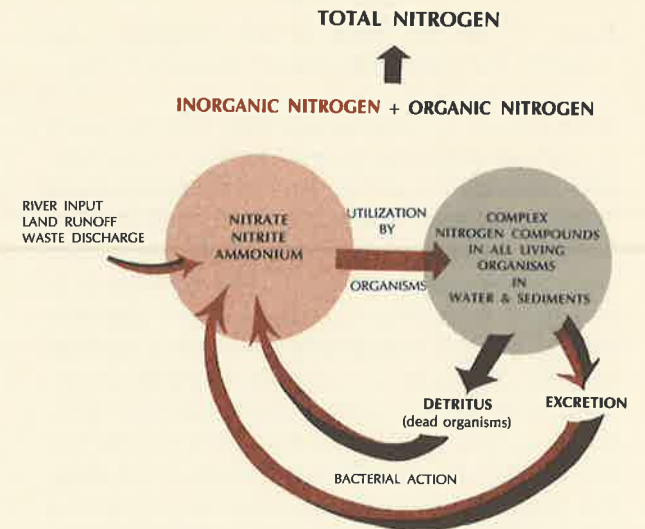 TOTAL NITROGEN
INORGANIC NITROGEN + ORGANIC NITROGEN
RIVER INPUT
LAND RUNOFF
WASTE DISCHARGE
NITRATE
NITRITE
AMMONIUM
UTILIZATION
BY
ORGANISMS
COMPLEX
NITROGEN COMPOUNDS
IN ALL LIVING
ORGANISMS
IN
WATER & SEDIMENTS
DETRITUS
(dead organisms)
EXCRETION
BACTERIAL ACTION